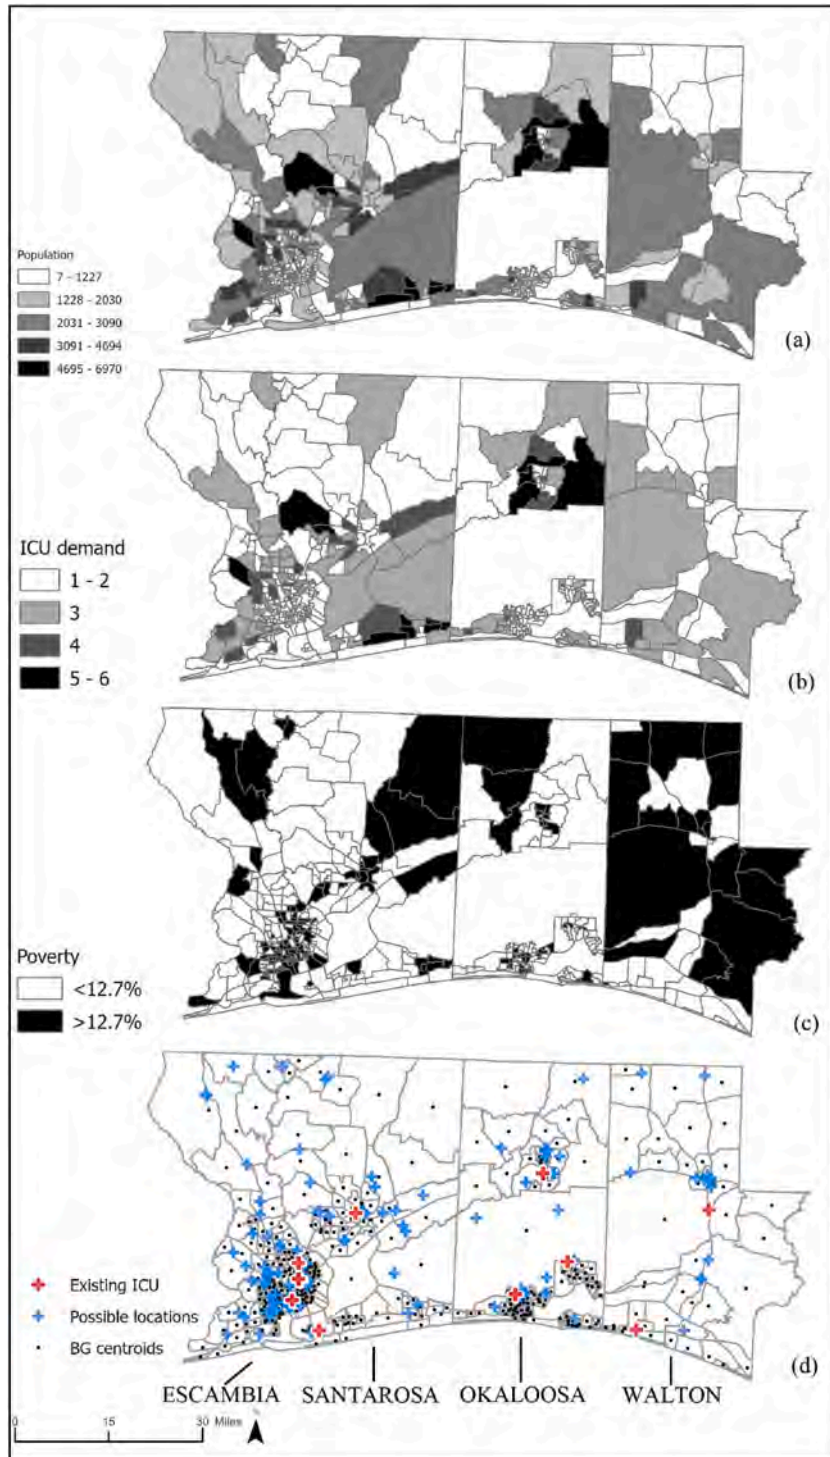 Population
7 - 1227
1228 - 2030
2031 - 3090
3091 - 4694
4695 - 6970
(a)
ICU demand
1 - 2
3
4
5 - 6
(b)
Poverty
<12.7%
>12.7%
(c)
Existing ICU
Possible locations
BG centroids
(d)
ESCAMBIA SANTAROSA OKALOOSA WALTON
0 15 30 Miles